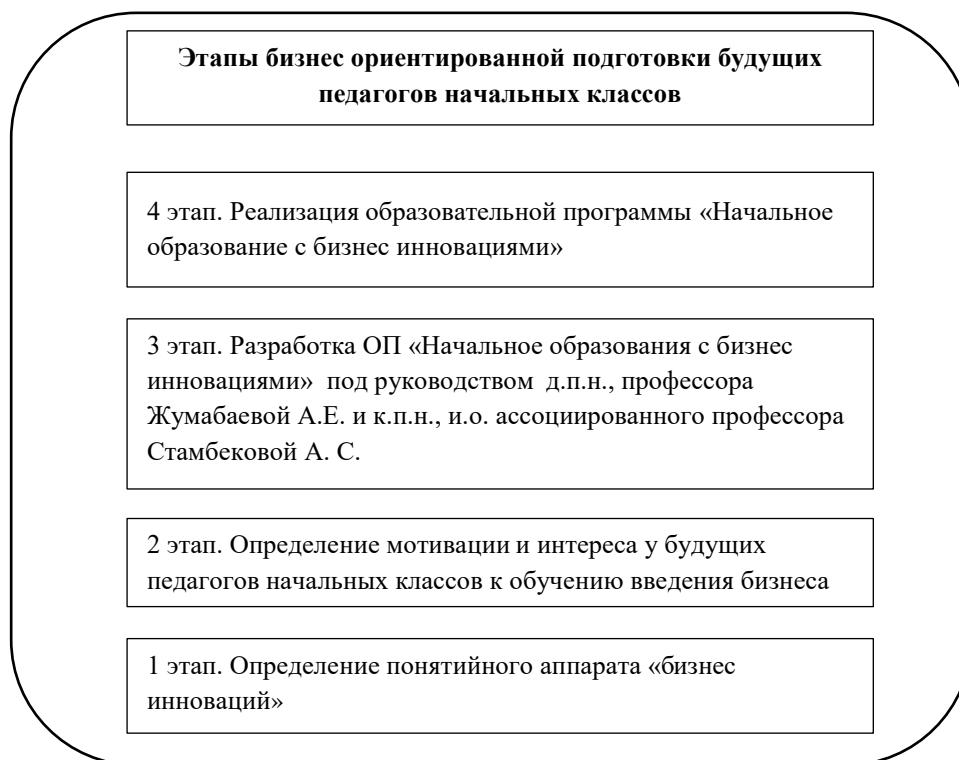 Этапы бизнес ориентированной подготовки будущих
педагогов начальных классов
4 этап. Реализация образовательной программы «Начальное
образование с бизнес инновациями»
3 этап. Разработка ОП «Начальное образования с бизнес
инновациями» под руководством д.п.н., профессора
Жумабаевой А.Е. и к.п.н., и.о. ассоциированного профессора
Стамбековой А. С.
2 этап. Определение мотивации и интереса у будущих
педагогов начальных классов к обучению введения бизнеса
1 этап. Определение понятийного аппарата «бизнес
инноваций»